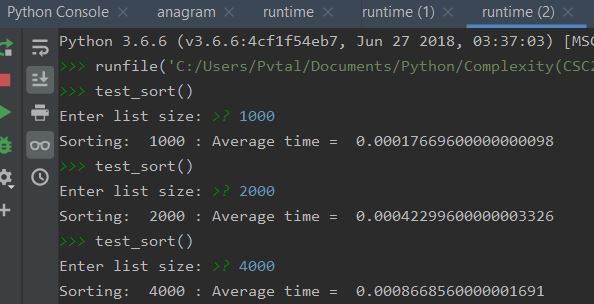 Python Console anagram runtime runtime (1) runtime (2)
Python 3.6.6 (v3.6.6:4cf1f54eb7, Jun 27 2018, 03:37:03) [MSC
>>> runfile('C:/Users/Pvtal/Documents/Python/Complexity(CSC2
>>> test_sort()
Enter list size: >? 1000
Sorting:  1000 : Average time =  0.00017669600000000098
>>> test_sort()
Enter list size: >? 2000
Sorting:  2000 : Average time =  0.00042299600000003326
>>> test_sort()
Enter list size: >? 4000
Sorting:  4000 : Average time =  0.0008668560000001691